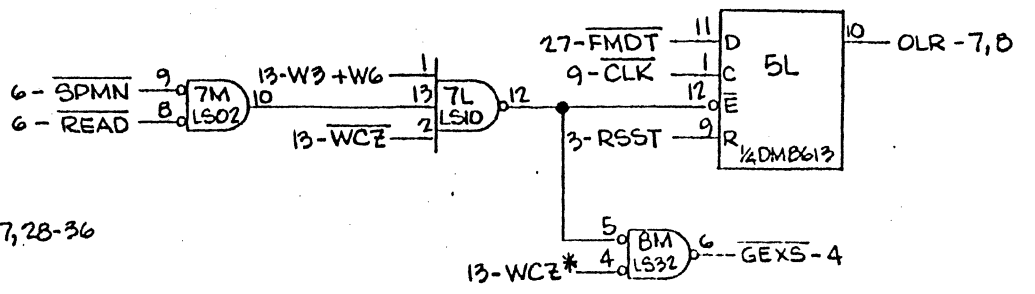 27-FMDT 11 D 5L 10 OLR-7,8
9-CLK 1 C
12 E
3-RSST 9 R
1/4 DM8613
13-W3+W6 1
6-SPMN 9 7M 10 13 7L 12
6-READ 8 LS02 LS10
13-WCZ 2
7,28-36
5 8M 6 GEXS-4
13-WCZ* 4 LS32